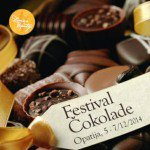 Festival
Čokolade
Opatija, 5 - 7/12/2014